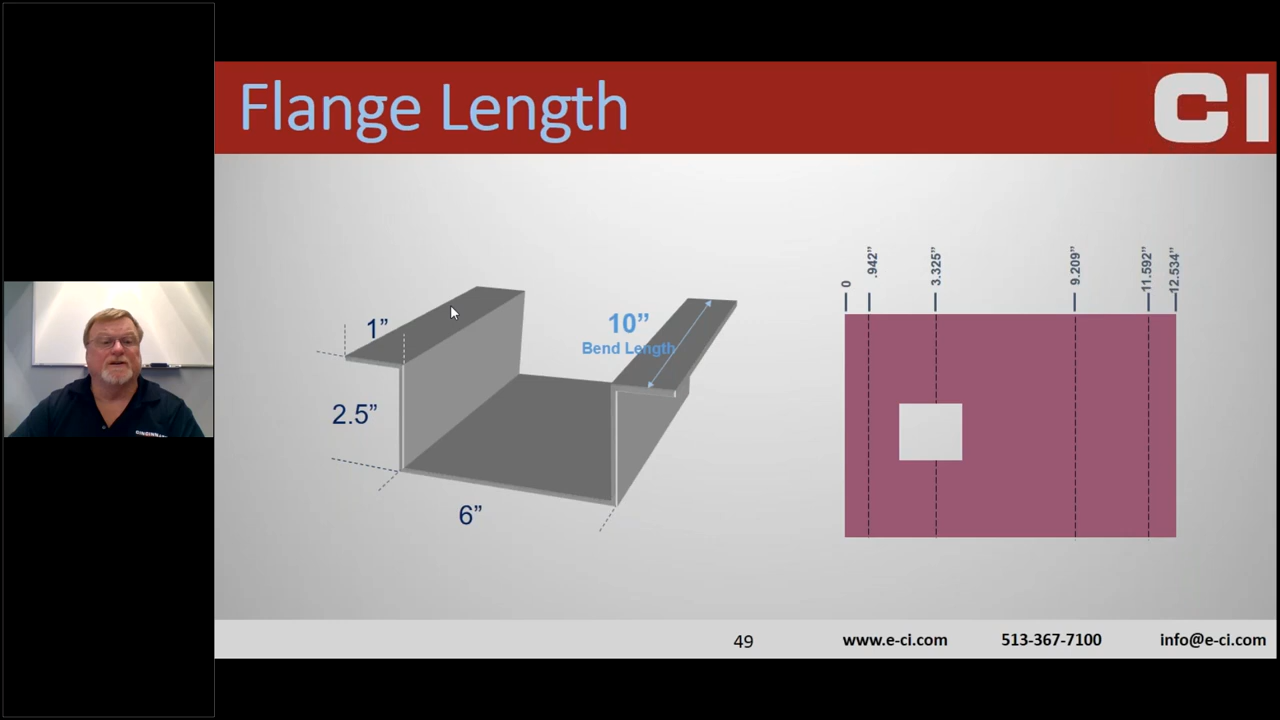 Flange Length
CI
1”
2.5”
6”
10”
Bend Length
0
.942”
3.325”
9.209”
11.592”
12.534”
49
www.e-ci.com
513-367-7100
info@e-ci.com